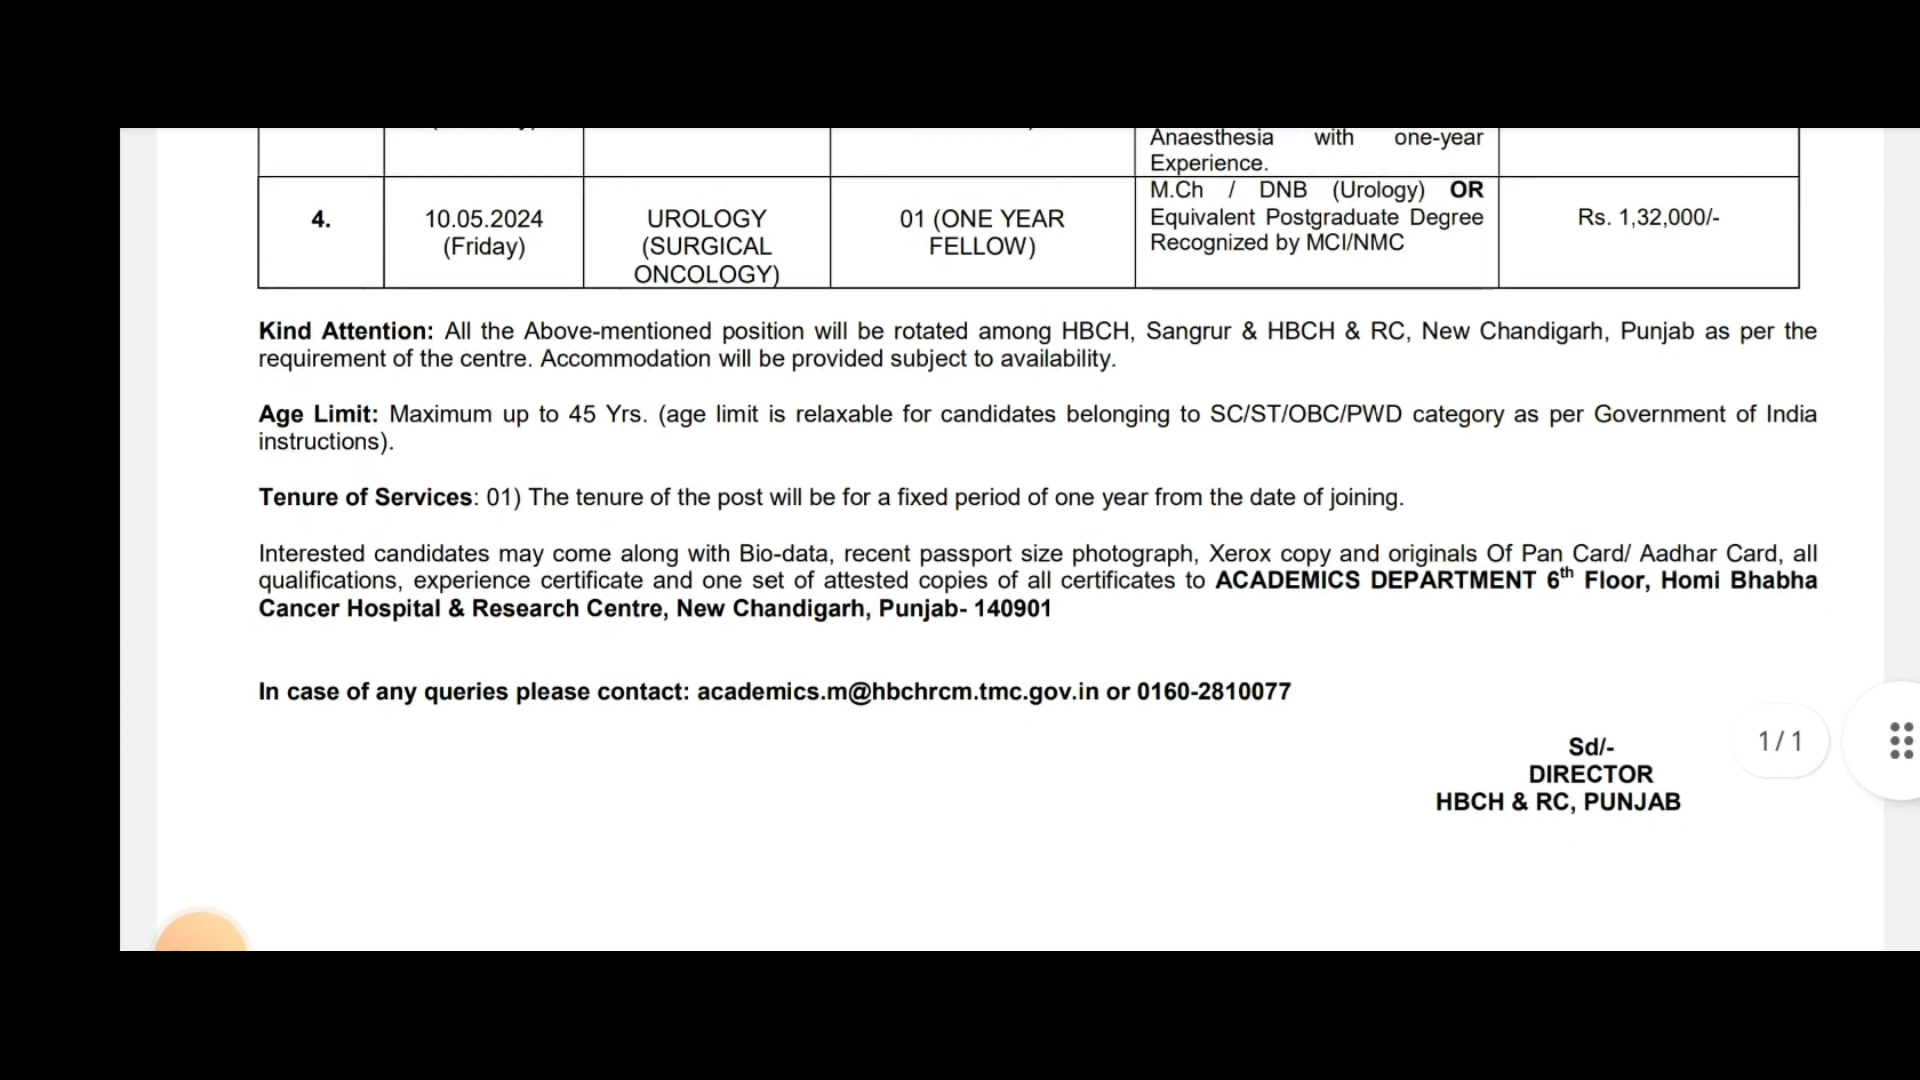 Anaesthesia with one-year
Experience.
4.
10.05.2024
(Friday)
UROLOGY
(SURGICAL
ONCOLOGY)
01 (ONE YEAR
FELLOW)
M.Ch / DNB (Urology) OR
Equivalent Postgraduate Degree
Recognized by MCI/NMC
Rs. 1,32,000/-
Kind Attention: All the Above-mentioned position will be rotated among HBCH, Sangrur & HBCH & RC, New Chandigarh, Punjab as per the
requirement of the centre. Accommodation will be provided subject to availability.
Age Limit: Maximum up to 45 Yrs. (age limit is relaxable for candidates belonging to SC/ST/OBC/PWD category as per Government of India
instructions).
Tenure of Services: 01) The tenure of the post will be for a fixed period of one year from the date of joining.
Interested candidates may come along with Bio-data, recent passport size photograph, Xerox copy and originals Of Pan Card/ Aadhar Card, all
qualifications, experience certificate and one set of attested copies of all certificates to ACADEMICS DEPARTMENT 6th Floor, Homi Bhabha
Cancer Hospital & Research Centre, New Chandigarh, Punjab- 140901
In case of any queries please contact: academics.m@hbchrcm.tmc.gov.in or 0160-2810077
Sd/-
DIRECTOR
HBCH & RC, PUNJAB
1 / 1